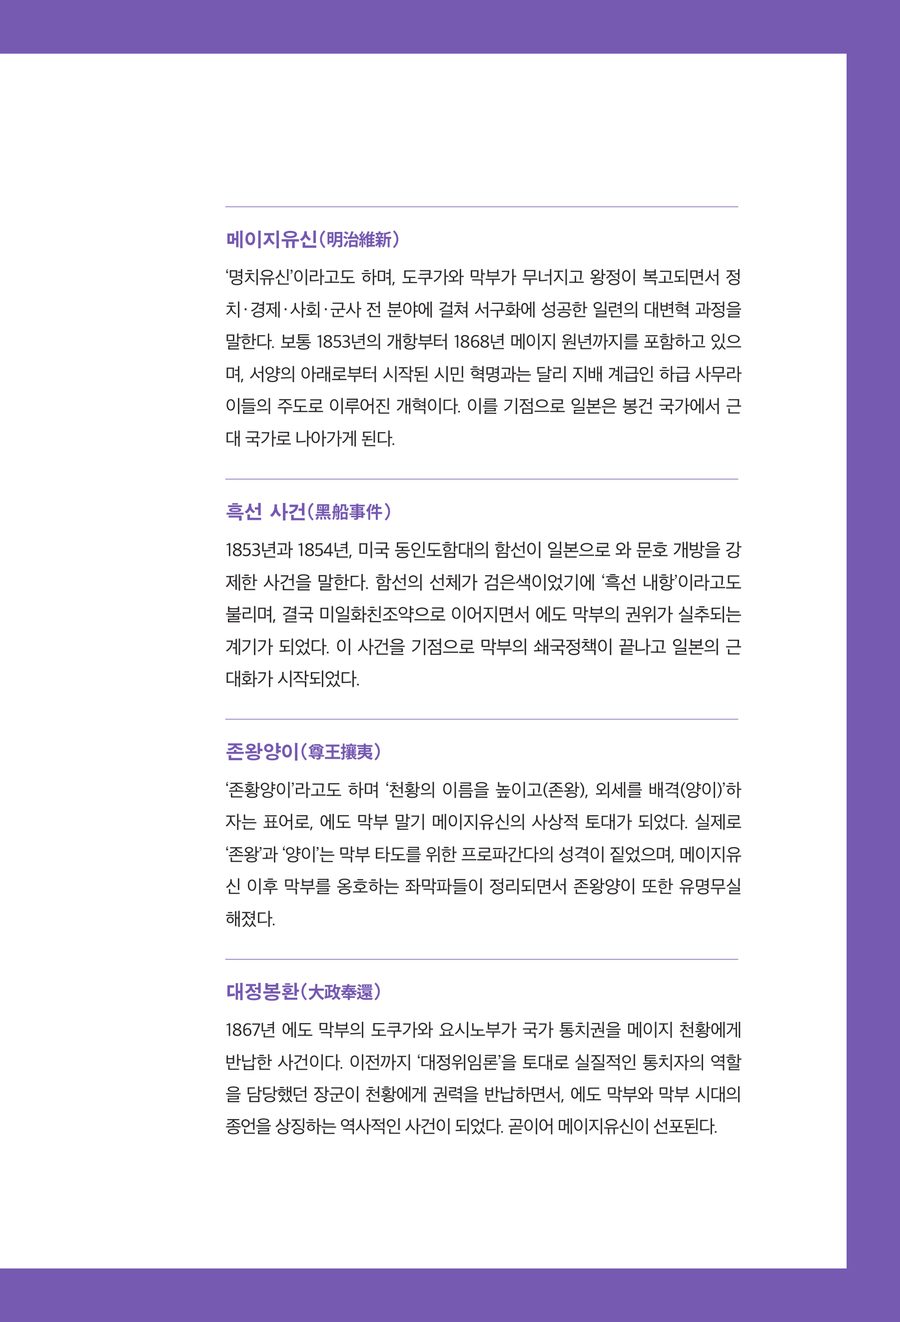 메이지유신(明治維新)
‘명치유신’이라고도 하며, 도쿠가와 막부가 무너지고 왕정이 복고되면서 정
치·경제·사회·군사 전 분야에 걸쳐 서구화에 성공한 일련의 대변혁 과정을
말한다. 보통 1853년의 개항부터 1868년 메이지 원년까지를 포함하고 있으
며, 서양의 아래로부터 시작된 시민 혁명과는 달리 지배 계급인 하급 사무라
이들의 주도로 이루어진 개혁이다. 이를 기점으로 일본은 봉건 국가에서 근
대 국가로 나아가게 된다.
흑선 사건(黑船事件)
1853년과 1854년, 미국 동인도함대의 함선이 일본으로 와 문호 개방을 강
제한 사건을 말한다. 함선의 선체가 검은색이었기에 ‘흑선 내항’이라고도
불리며, 결국 미일화친조약으로 이어지면서 에도 막부의 권위가 실추되는
계기가 되었다. 이 사건을 기점으로 막부의 쇄국정책이 끝나고 일본의 근
대화가 시작되었다.
존왕양이(尊王攘夷)
‘존황양이’라고도 하며 ‘천황의 이름을 높이고(존왕), 외세를 배격(양이)’하
자는 표어로, 에도 막부 말기 메이지유신의 사상적 토대가 되었다. 실제로
‘존왕’과 ‘양이’는 막부 타도를 위한 프로파간다의 성격이 짙었으며, 메이지유
신 이후 막부를 옹호하는 좌막파들이 정리되면서 존왕양이 또한 유명무실
해졌다.
대정봉환(大政奉還)
1867년 에도 막부의 도쿠가와 요시노부가 국가 통치권을 메이지 천황에게
반납한 사건이다. 이전까지 ‘대정위임론’을 토대로 실질적인 통치자의 역할
을 담당했던 장군이 천황에게 권력을 반납하면서, 에도 막부와 막부 시대의
종언을 상징하는 역사적인 사건이 되었다. 곧이어 메이지유신이 선포된다.